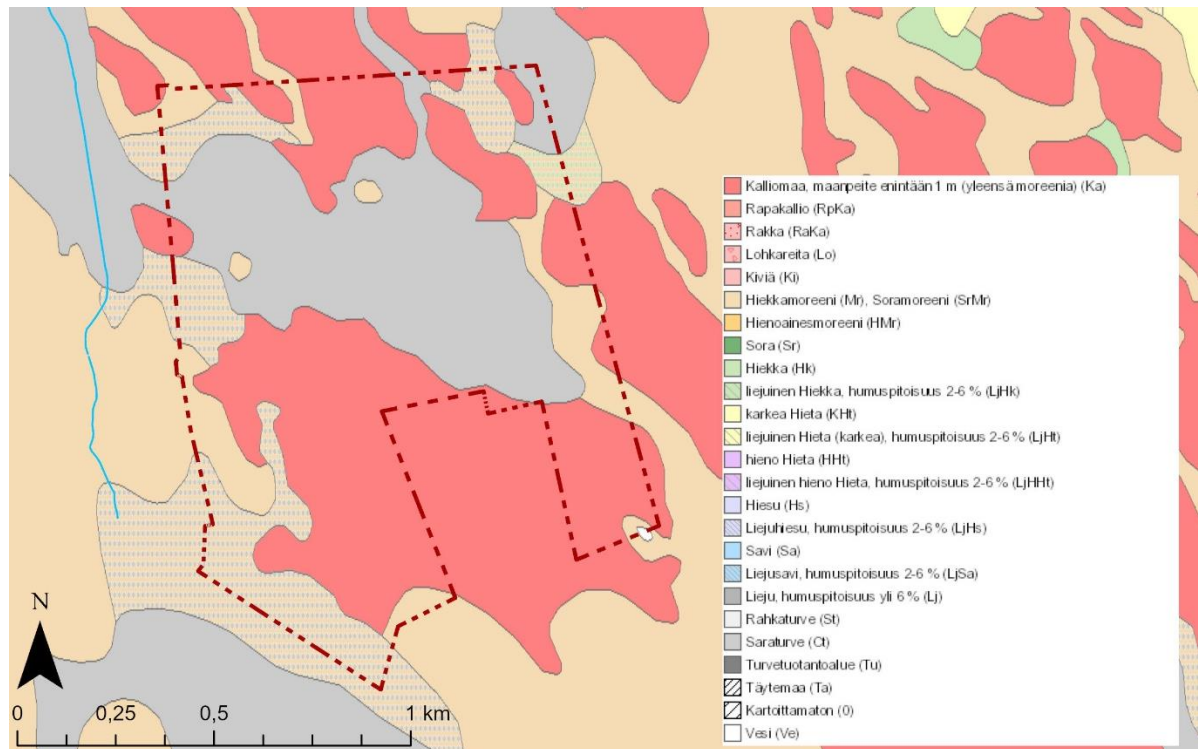 Kalliomaa, maanpeite enintään 1 m (yleensä moreenia) (Ka)
Rapakallio (RpKa)
Rakka (RaKa)
Lohkareita (Lo)
Kiviä (Ki)
Hiekkamoreeni (Mr), Soramoreeni (SrMr)
Hienoainesmoreeni (HMr)
Sora (Sr)
Hiekka (Hk)
liejuinen Hiekka, humuspitoisuus 2-6 % (LjHk)
karkea Hieta (KHt)
liejuinen Hieta (karkea), humuspitoisuus 2-6 % (LjHt)
hieno Hieta (HHt)
liejuinen hieno Hieta, humuspitoisuus 2-6 % (LjHHt)
Hiesu (Hs)
Liejuhiesu, humuspitoisuus 2-6 % (LjHs)
Savi (Sa)
Liejusavi, humuspitoisuus 2-6 % (LjSa)
Lieju, humuspitoisuus yli 6 % (Lj)
Rahkaturve (St)
Saraturve (Ct)
Turvetuotantoalue (Tu)
Täytemaa (Ta)
Kartoittamaton (0)
Vesi (Ve)
N
0 0,25 0,5 1 km